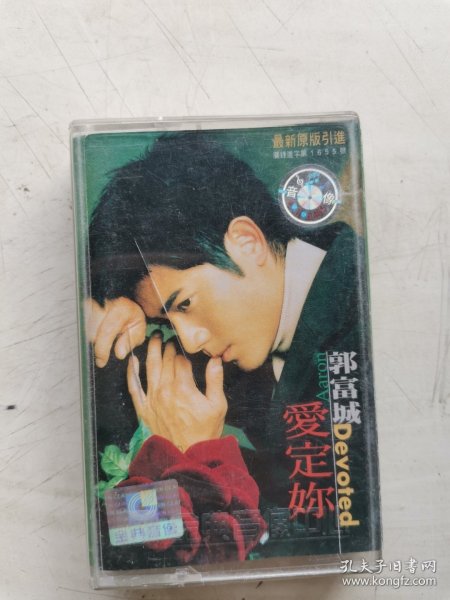 最新原版引進
音像
郭富城
Aaron
愛定妳
Devoted
孔夫子旧书网
www.kongfz.com